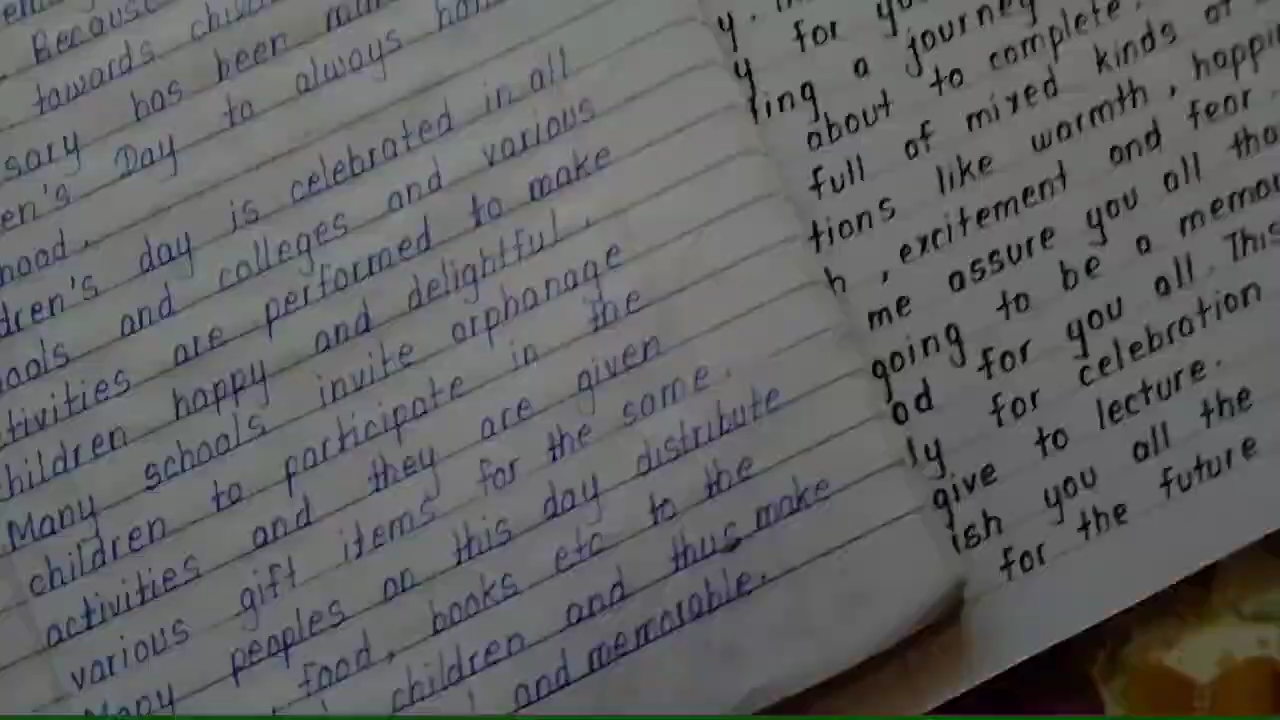 Because
towards
sary has been
en's Day to always
hood.
dren's day is celebrated in all
ools and colleges and various
tivities are performed to make
hildren happy and delightful.
Many schools invite orphanage
children to participate in the
activities and they are given
various gift items for the same.
Many peoples on this day distribute
food, books etc to the
children and thus make
and memorable.
y.
y for
ling a journey
about to complete.
full of mixed kinds of
tions like warmth, happi
h, excitement and fear.
me assure you all tha
going to be a memor
od for you all. This
ly for celebration
give to lecture.
ish you all the
for the future